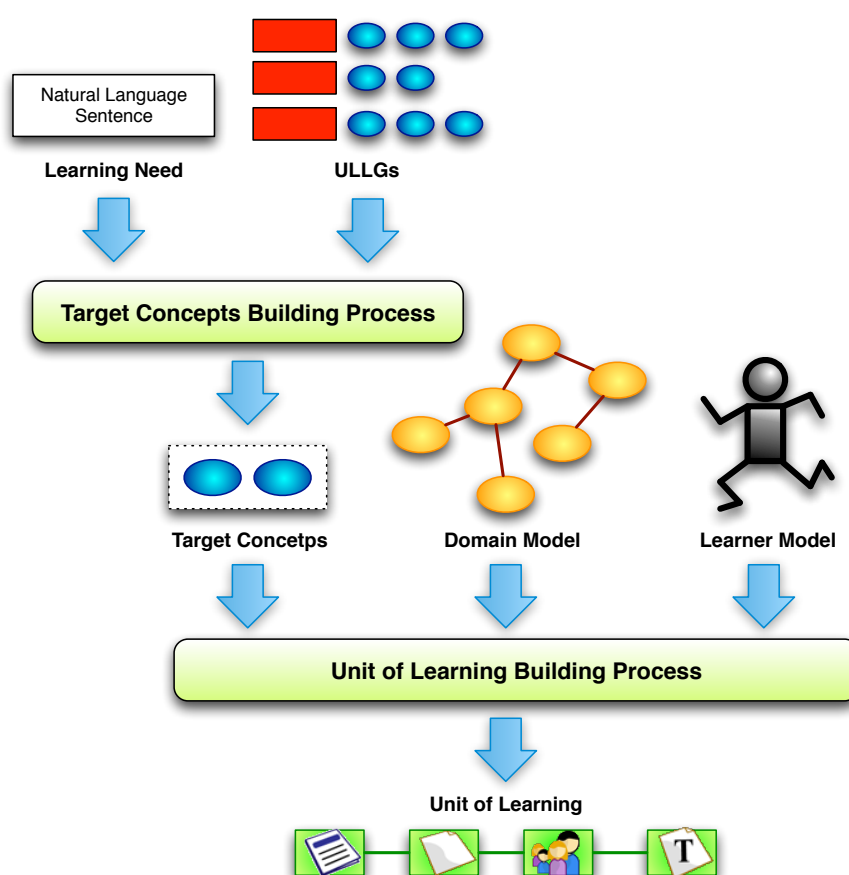 Natural Language
Sentence
Learning Need
ULLGs
Target Concepts Building Process
Target Concetps
Domain Model
Learner Model
Unit of Learning Building Process
Unit of Learning
T